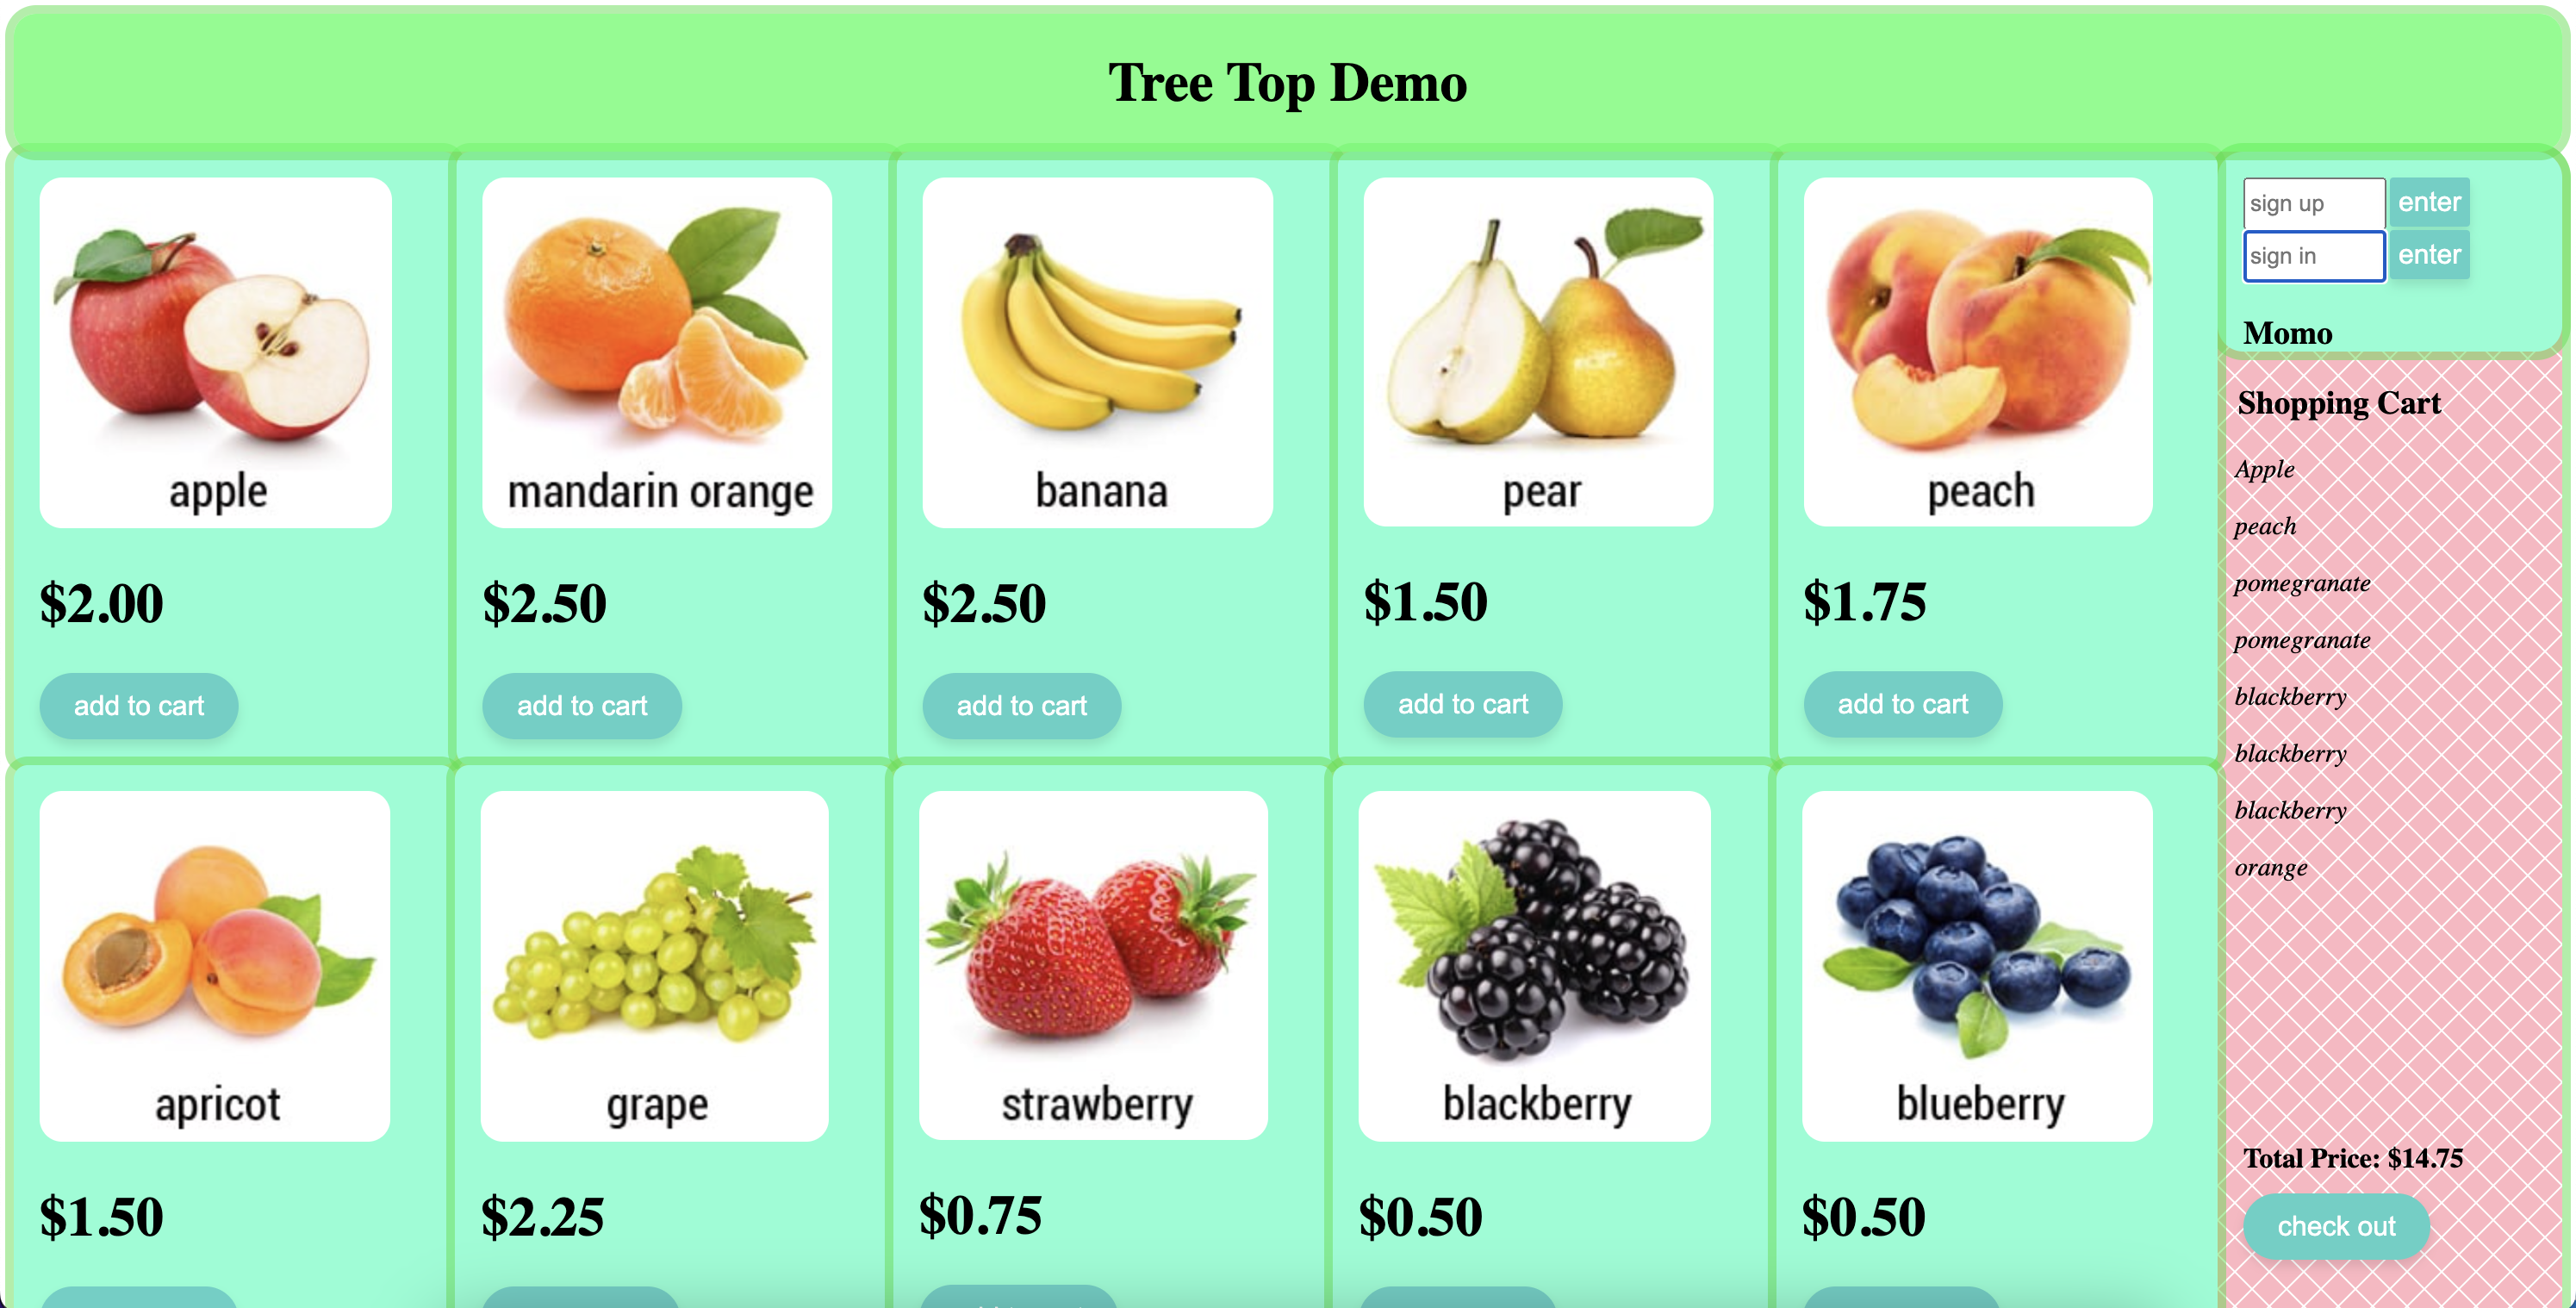 Tree Top Demo
apple
$2.00
add to cart
mandarin orange
$2.50
add to cart
banana
$2.50
add to cart
pear
$1.50
add to cart
peach
$1.75
add to cart
apricot
$1.50
grape
$2.25
strawberry
$0.75
blackberry
$0.50
blueberry
$0.50
sign up enter
sign in enter
Momo
Shopping Cart
Apple
peach
pomegranate
pomegranate
blackberry
blackberry
blackberry
orange
Total Price: $14.75
check out